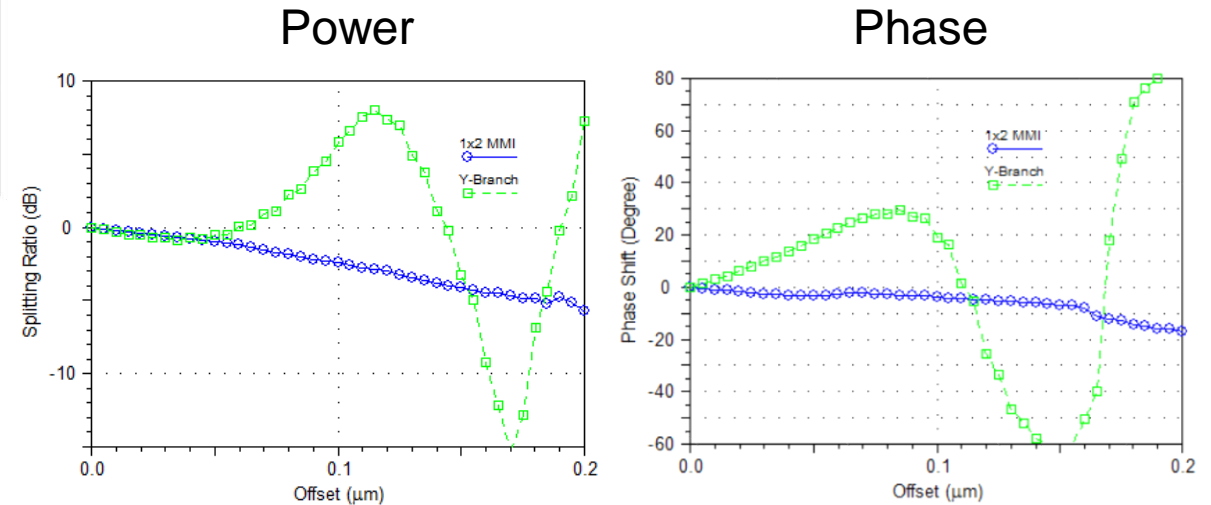 Power
Phase
10
0
-10
Splitting Ratio (dB)
1x2 MMI
Y-Branch
0.0
0.1
0.2
Offset (μm)
80
60
40
20
0
-20
-40
-60
Phase Shift (Degree)
1x2 MMI
Y-Branch
0.0
0.1
0.2
Offset (μm)